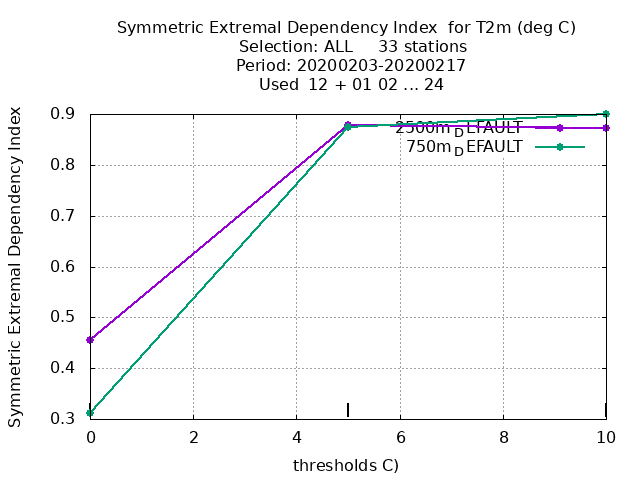 Symmetric Extremal Dependency Index  for T2m (deg C)
Selection: ALL     33 stations
Period: 20200203-20200217
Used  12 + 01 02 ... 24
Symmetric Extremal Dependency Index
0.9
0.8
0.7
0.6
0.5
0.4
0.3
2500m_DEFAULT
750m_DEFAULT
0 2 4 6 8 10
thresholds C)